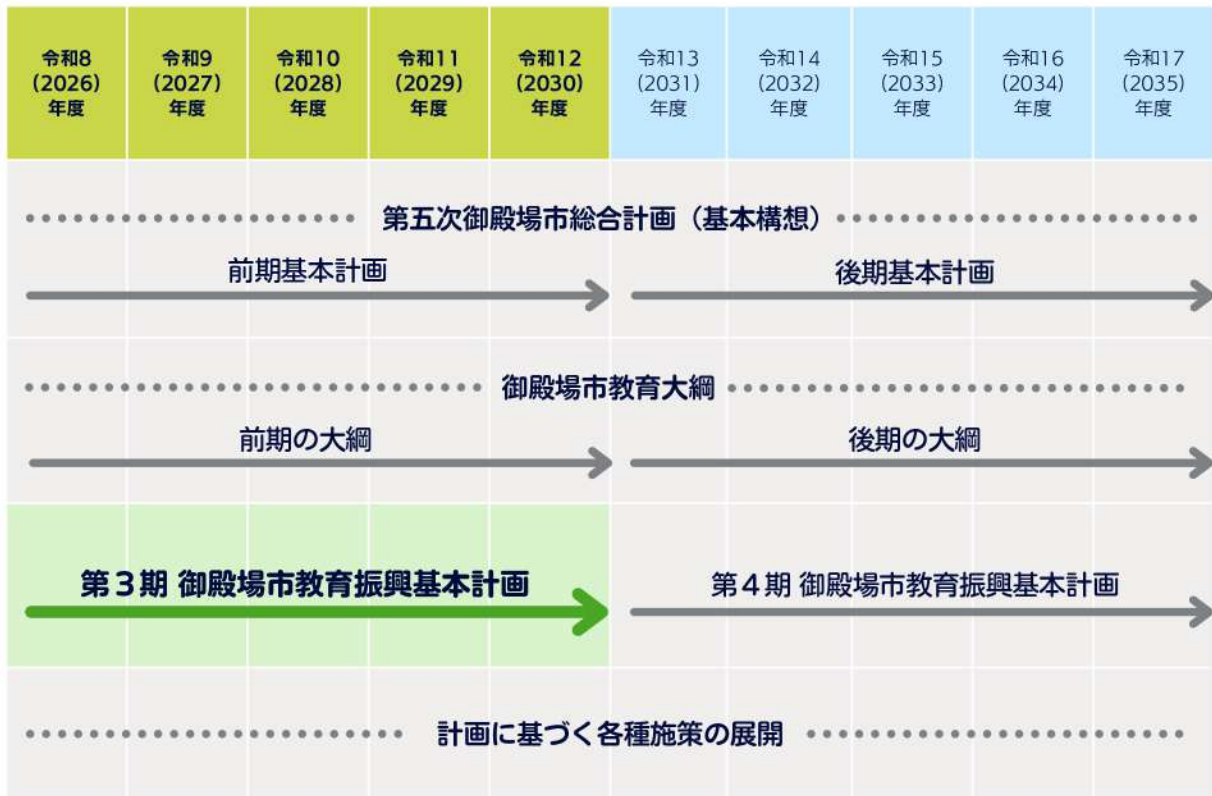 令和8
(2026)
年度
令和9
(2027)
年度
令和10
(2028)
年度
令和11
(2029)
年度
令和12
(2030)
年度
令和13
(2031)
年度
令和14
(2032)
年度
令和15
(2033)
年度
令和16
(2034)
年度
令和17
(2035)
年度
第五次御殿場市総合計画（基本構想）
前期基本計画
後期基本計画
御殿場市教育大綱
前期の大綱
後期の大綱
第３期 御殿場市教育振興基本計画
第４期 御殿場市教育振興基本計画
計画に基づく各種施策の展開